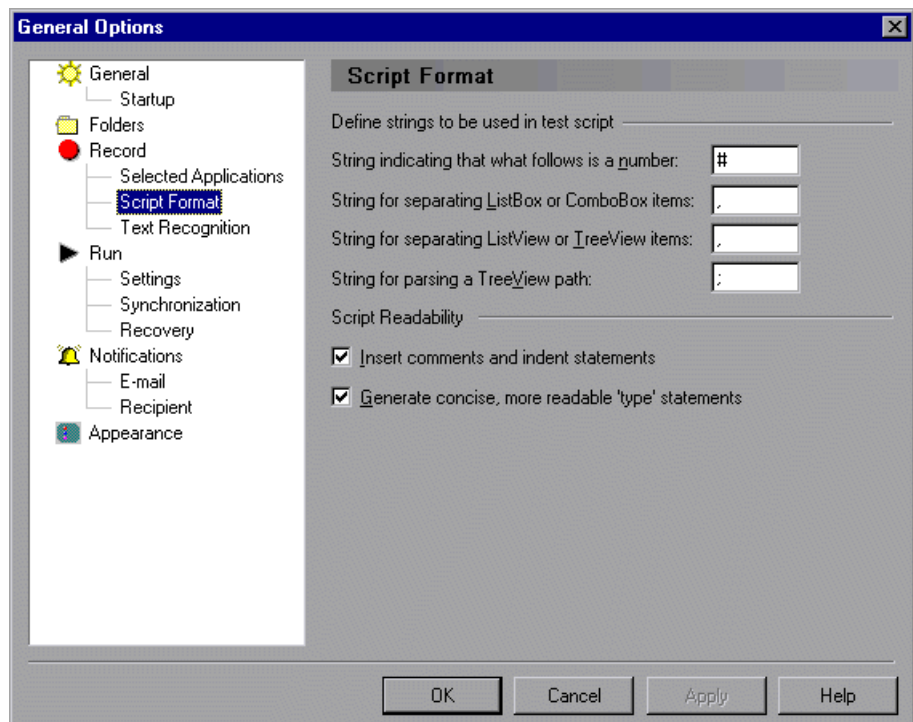 General Options
General
Startup
Folders
Record
Selected Applications
Script Format
Text Recognition
Run
Settings
Synchronization
Recovery
Notifications
E-mail
Recipient
Appearance
Script Format
Define strings to be used in test script
String indicating that what follows is a number: #
String for separating ListBox or ComboBox items: ,
String for separating ListView or TreeView items: ,
String for parsing a TreeView path: ;
Script Readability
Insert comments and indent statements
Generate concise, more readable 'type' statements
OK Cancel Apply Help